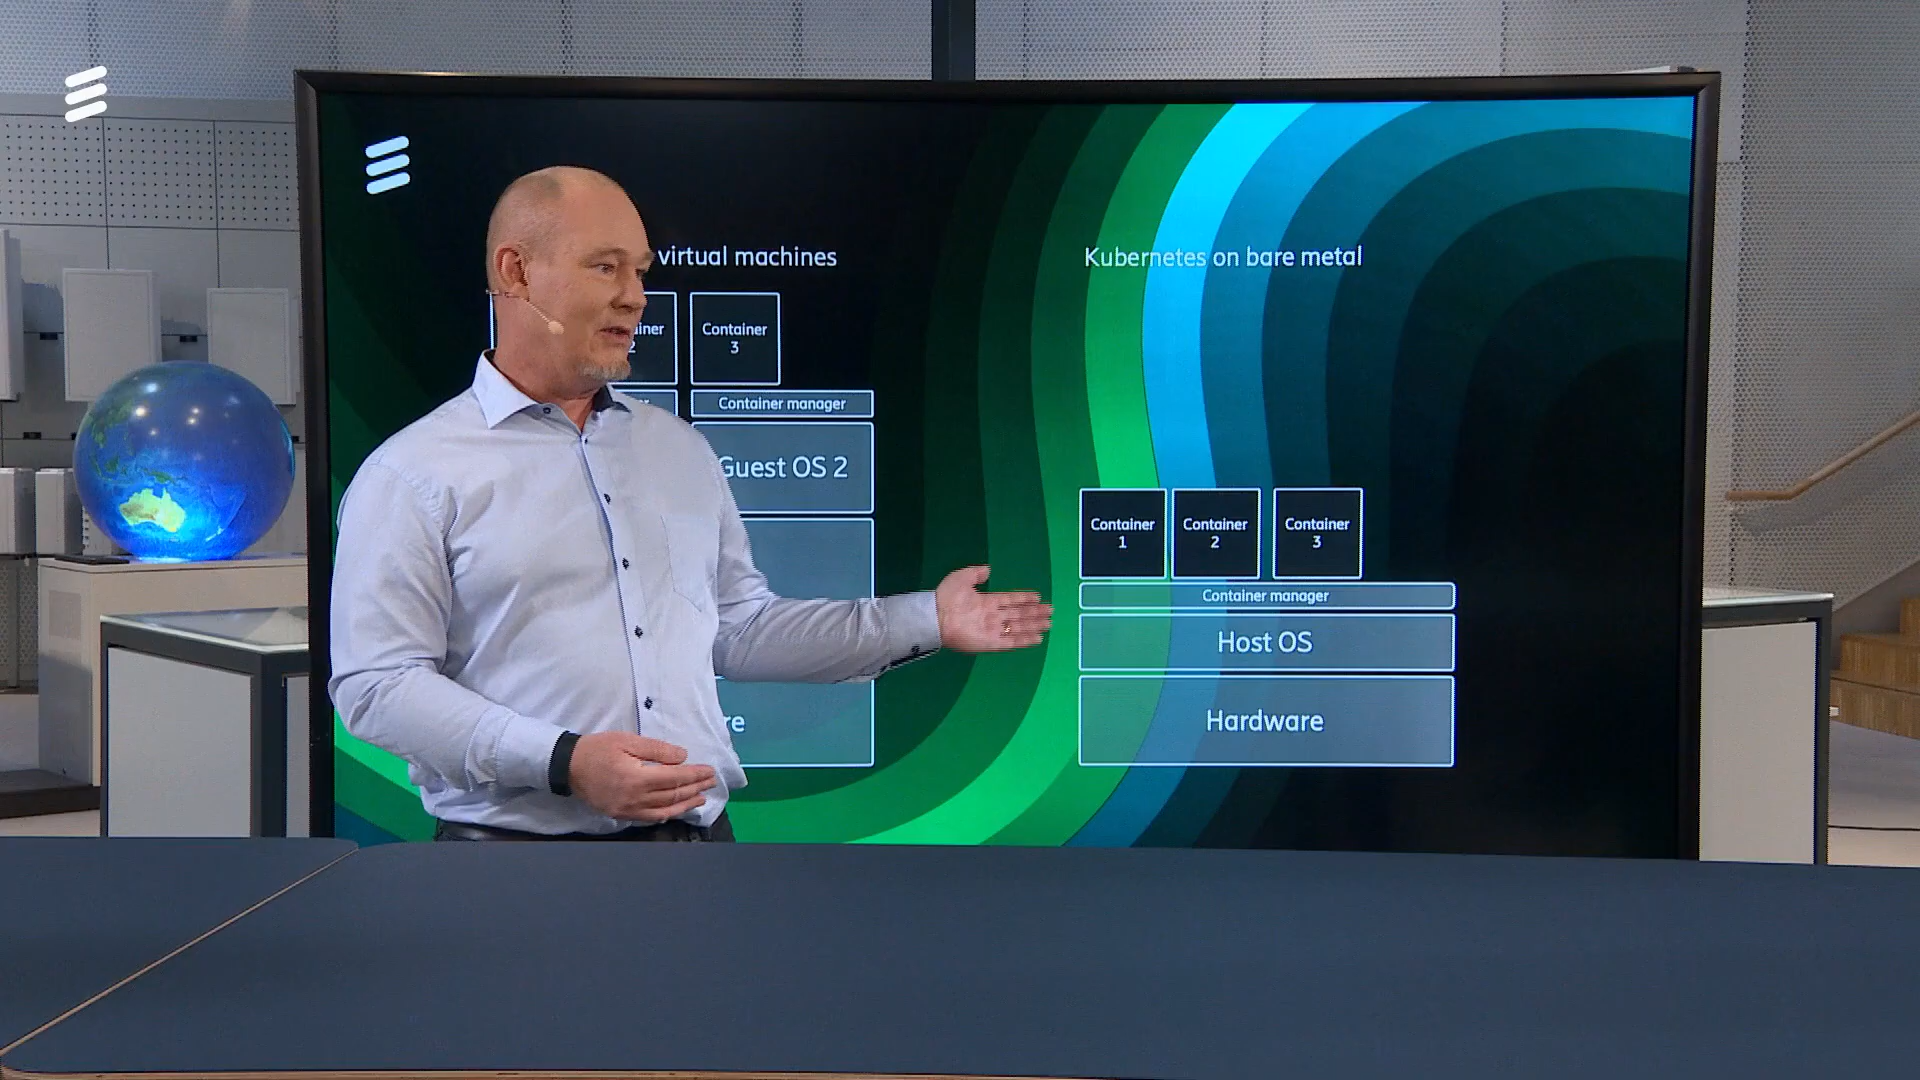 virtual machines
Container
3
Container manager
Guest OS 2
Kubernetes on bare metal
Container
1
Container
2
Container
3
Container manager
Host OS
Hardware